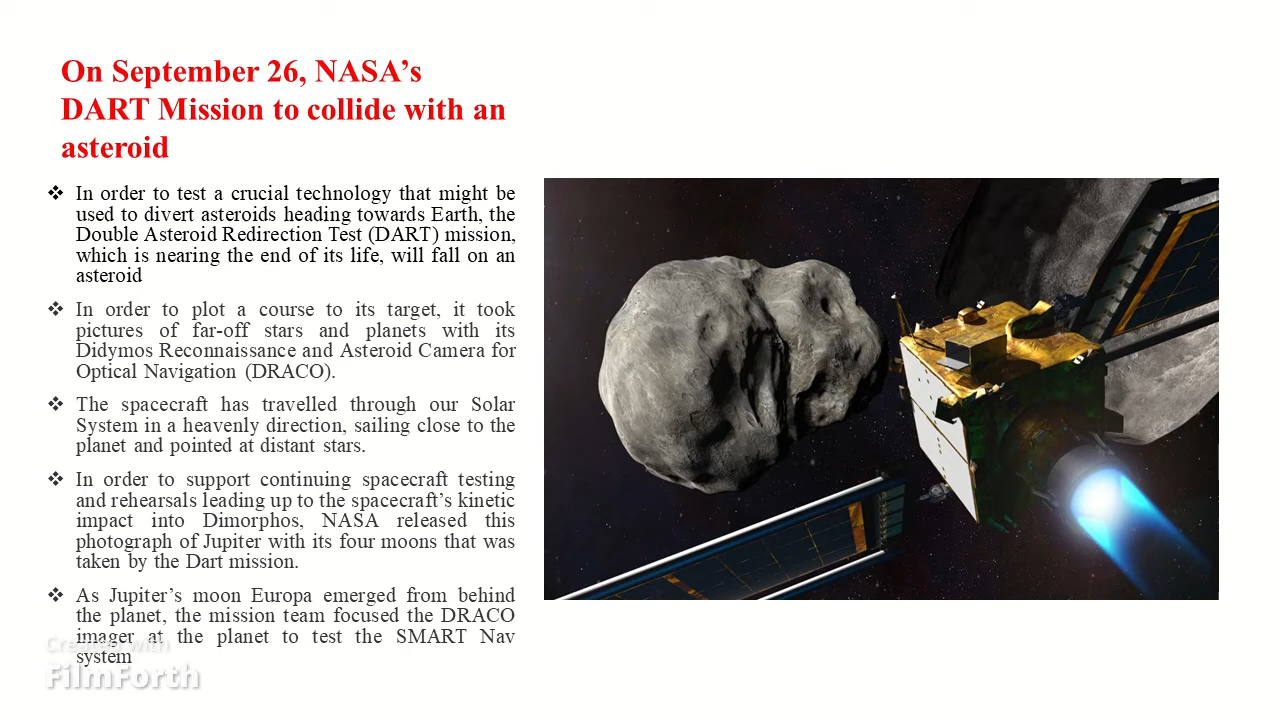 On September 26, NASA’s
DART Mission to collide with an
asteroid
❖ In order to test a crucial technology that might be
used to divert asteroids heading towards Earth, the
Double Asteroid Redirection Test (DART) mission,
which is nearing the end of its life, will fall on an
asteroid
❖ In order to plot a course to its target, it took
pictures of far-off stars and planets with its
Didymos Reconnaissance and Asteroid Camera for
Optical Navigation (DRACO).
❖ The spacecraft has travelled through our Solar
System in a heavenly direction, sailing close to the
planet and pointed at distant stars.
❖ In order to support continuing spacecraft testing
and rehearsals leading up to the spacecraft’s kinetic
impact into Dimorphos, NASA released this
photograph of Jupiter with its four moons that was
taken by the Dart mission.
❖ As Jupiter’s moon Europa emerged from behind
the planet, the mission team focused the DRACO
imager at the planet to test the SMART Nav
system
Created with
FilmForth